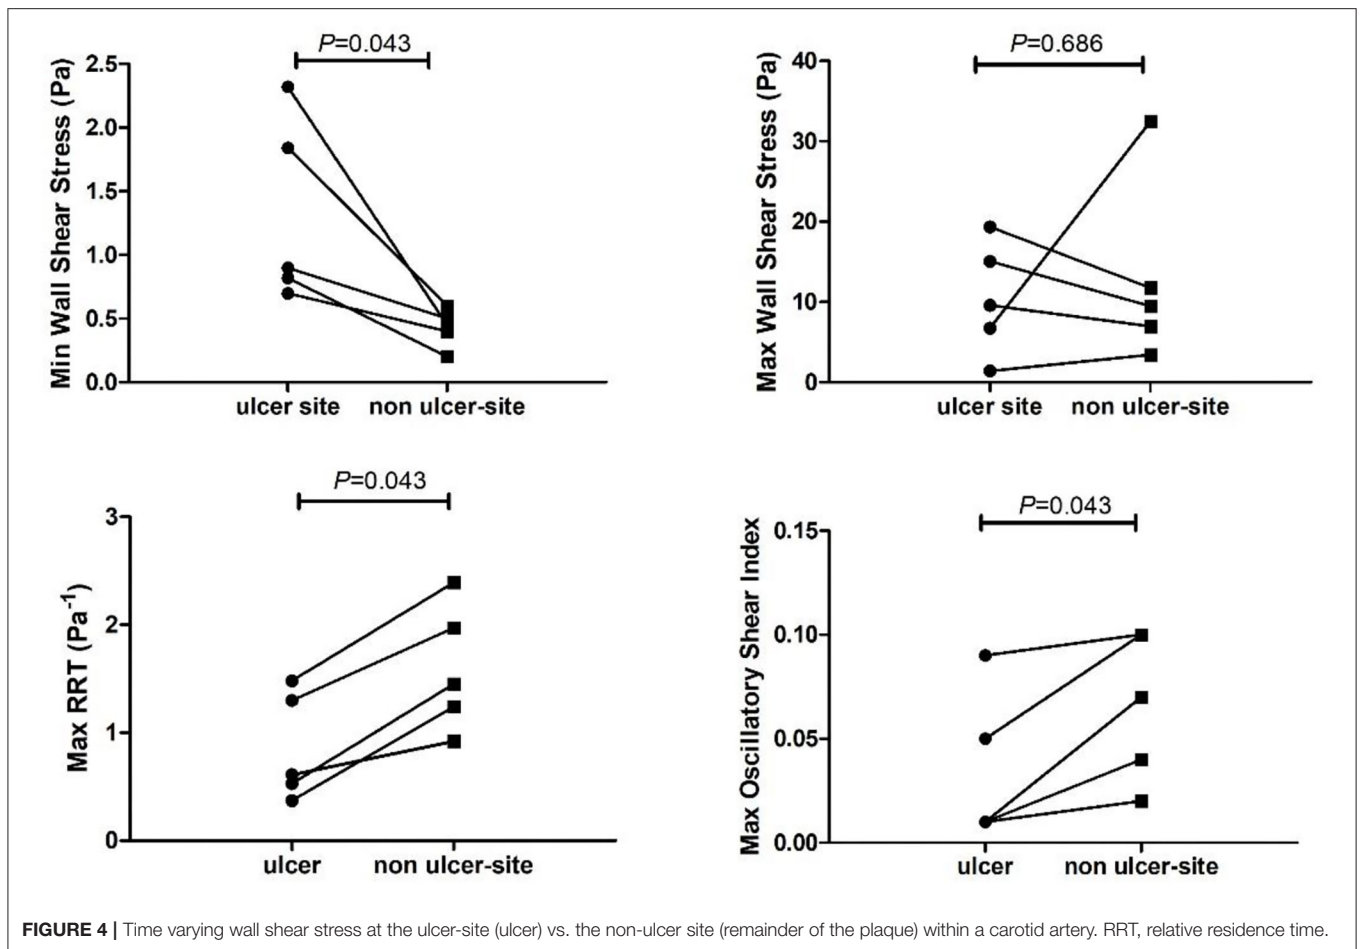 P=0.043
Min Wall Shear Stress (Pa)
2.5
2.0
1.5
1.0
0.5
0.0
ulcer site non ulcer-site
P=0.686
Max Wall Shear Stress (Pa)
40
30
20
10
0
ulcer site non ulcer-site
P=0.043
Max RRT (Pa⁻¹)
3
2
1
0
ulcer non ulcer-site
P=0.043
Max Oscillatory Shear Index
0.15
0.10
0.05
0.00
ulcer non ulcer-site
FIGURE 4 | Time varying wall shear stress at the ulcer-site (ulcer) vs. the non-ulcer site (remainder of the plaque) within a carotid artery. RRT, relative residence time.